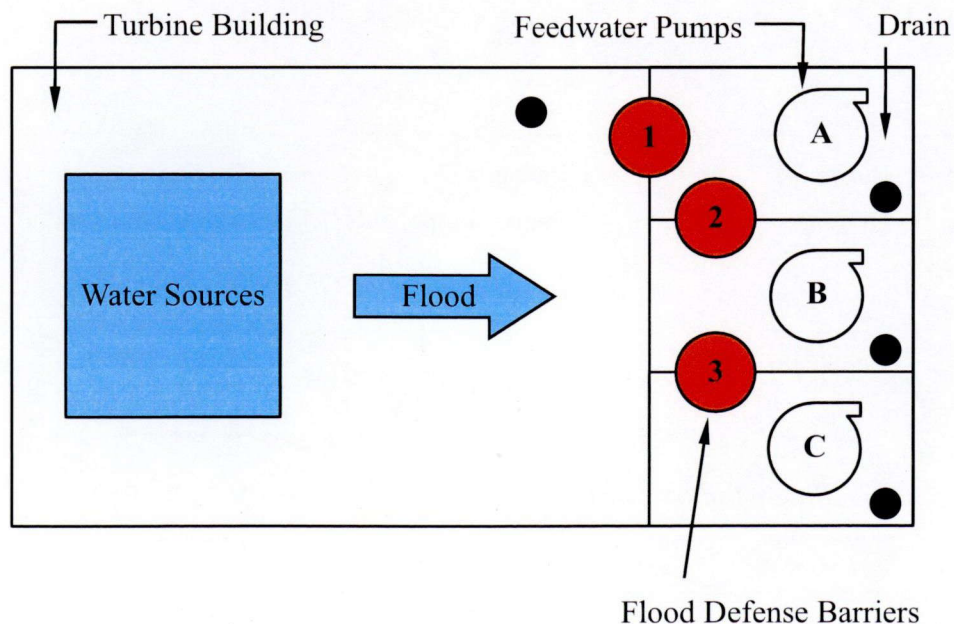 Turbine Building
Feedwater Pumps
Drain
1
A
2
Water Sources
Flood
B
3
C
Flood Defense Barriers